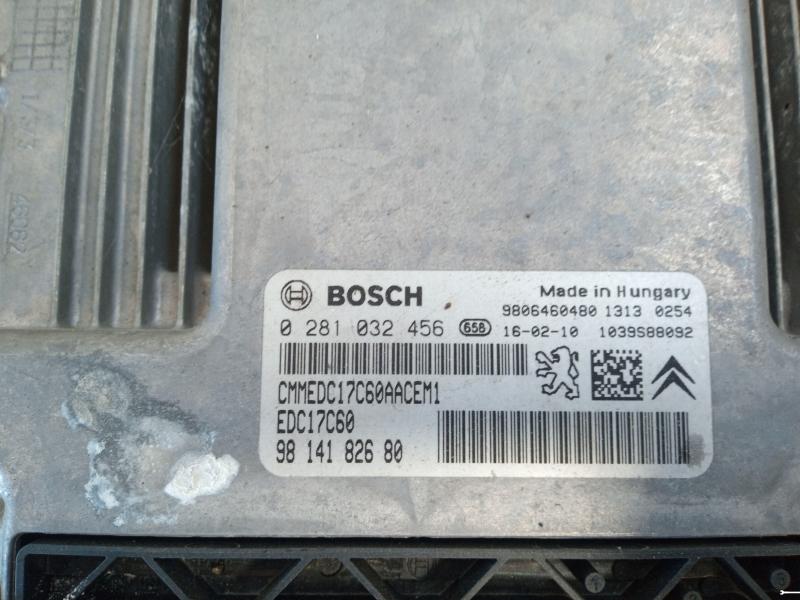 BOSCH
Made in Hungary
9806460480 1313 0254
0 281 032 456 656 16-02-10 1039S88092
CMMEDC17C60AACEM1
EDC17C60
98 141 826 80